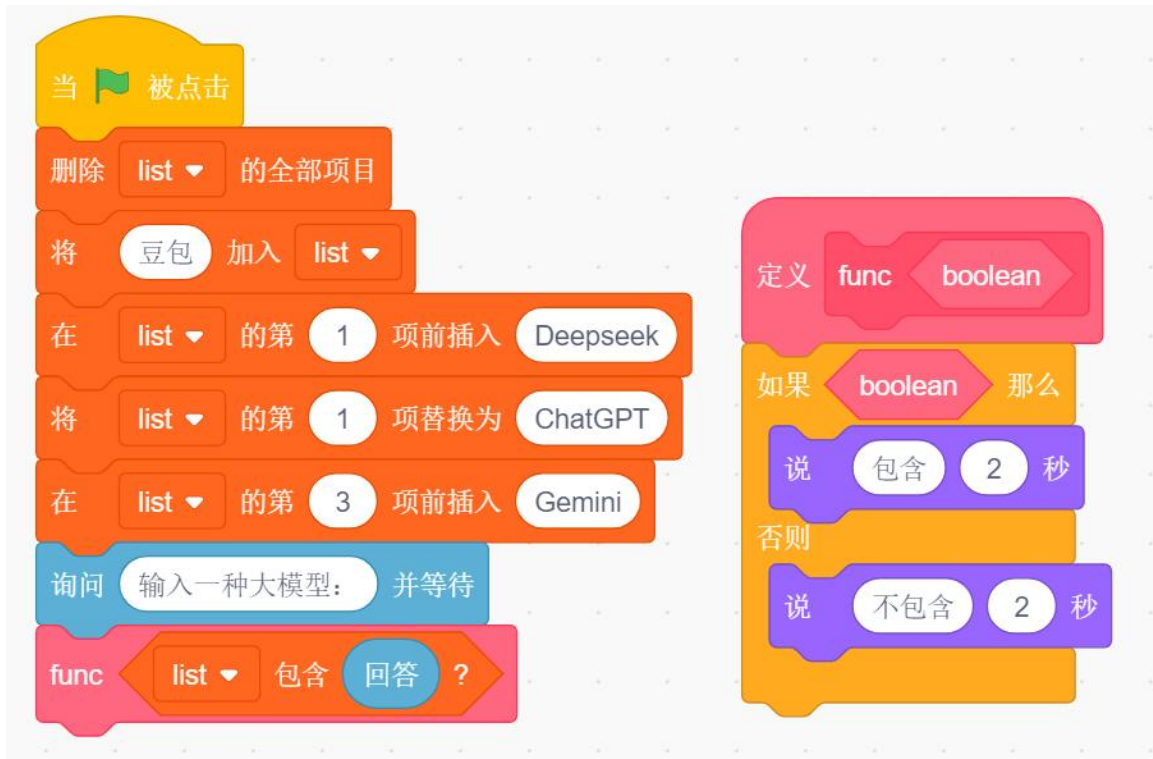 当 被点击
删除 list 的全部项目
将 豆包 加入 list
在 list 的第 1 项前插入 Deepseek
将 list 的第 1 项替换为 ChatGPT
在 list 的第 3 项前插入 Gemini
询问 输入一种大模型： 并等待
func list 包含 回答 ?
定义 func boolean
如果 boolean 那么
说 包含 2 秒
否则
说 不包含 2 秒